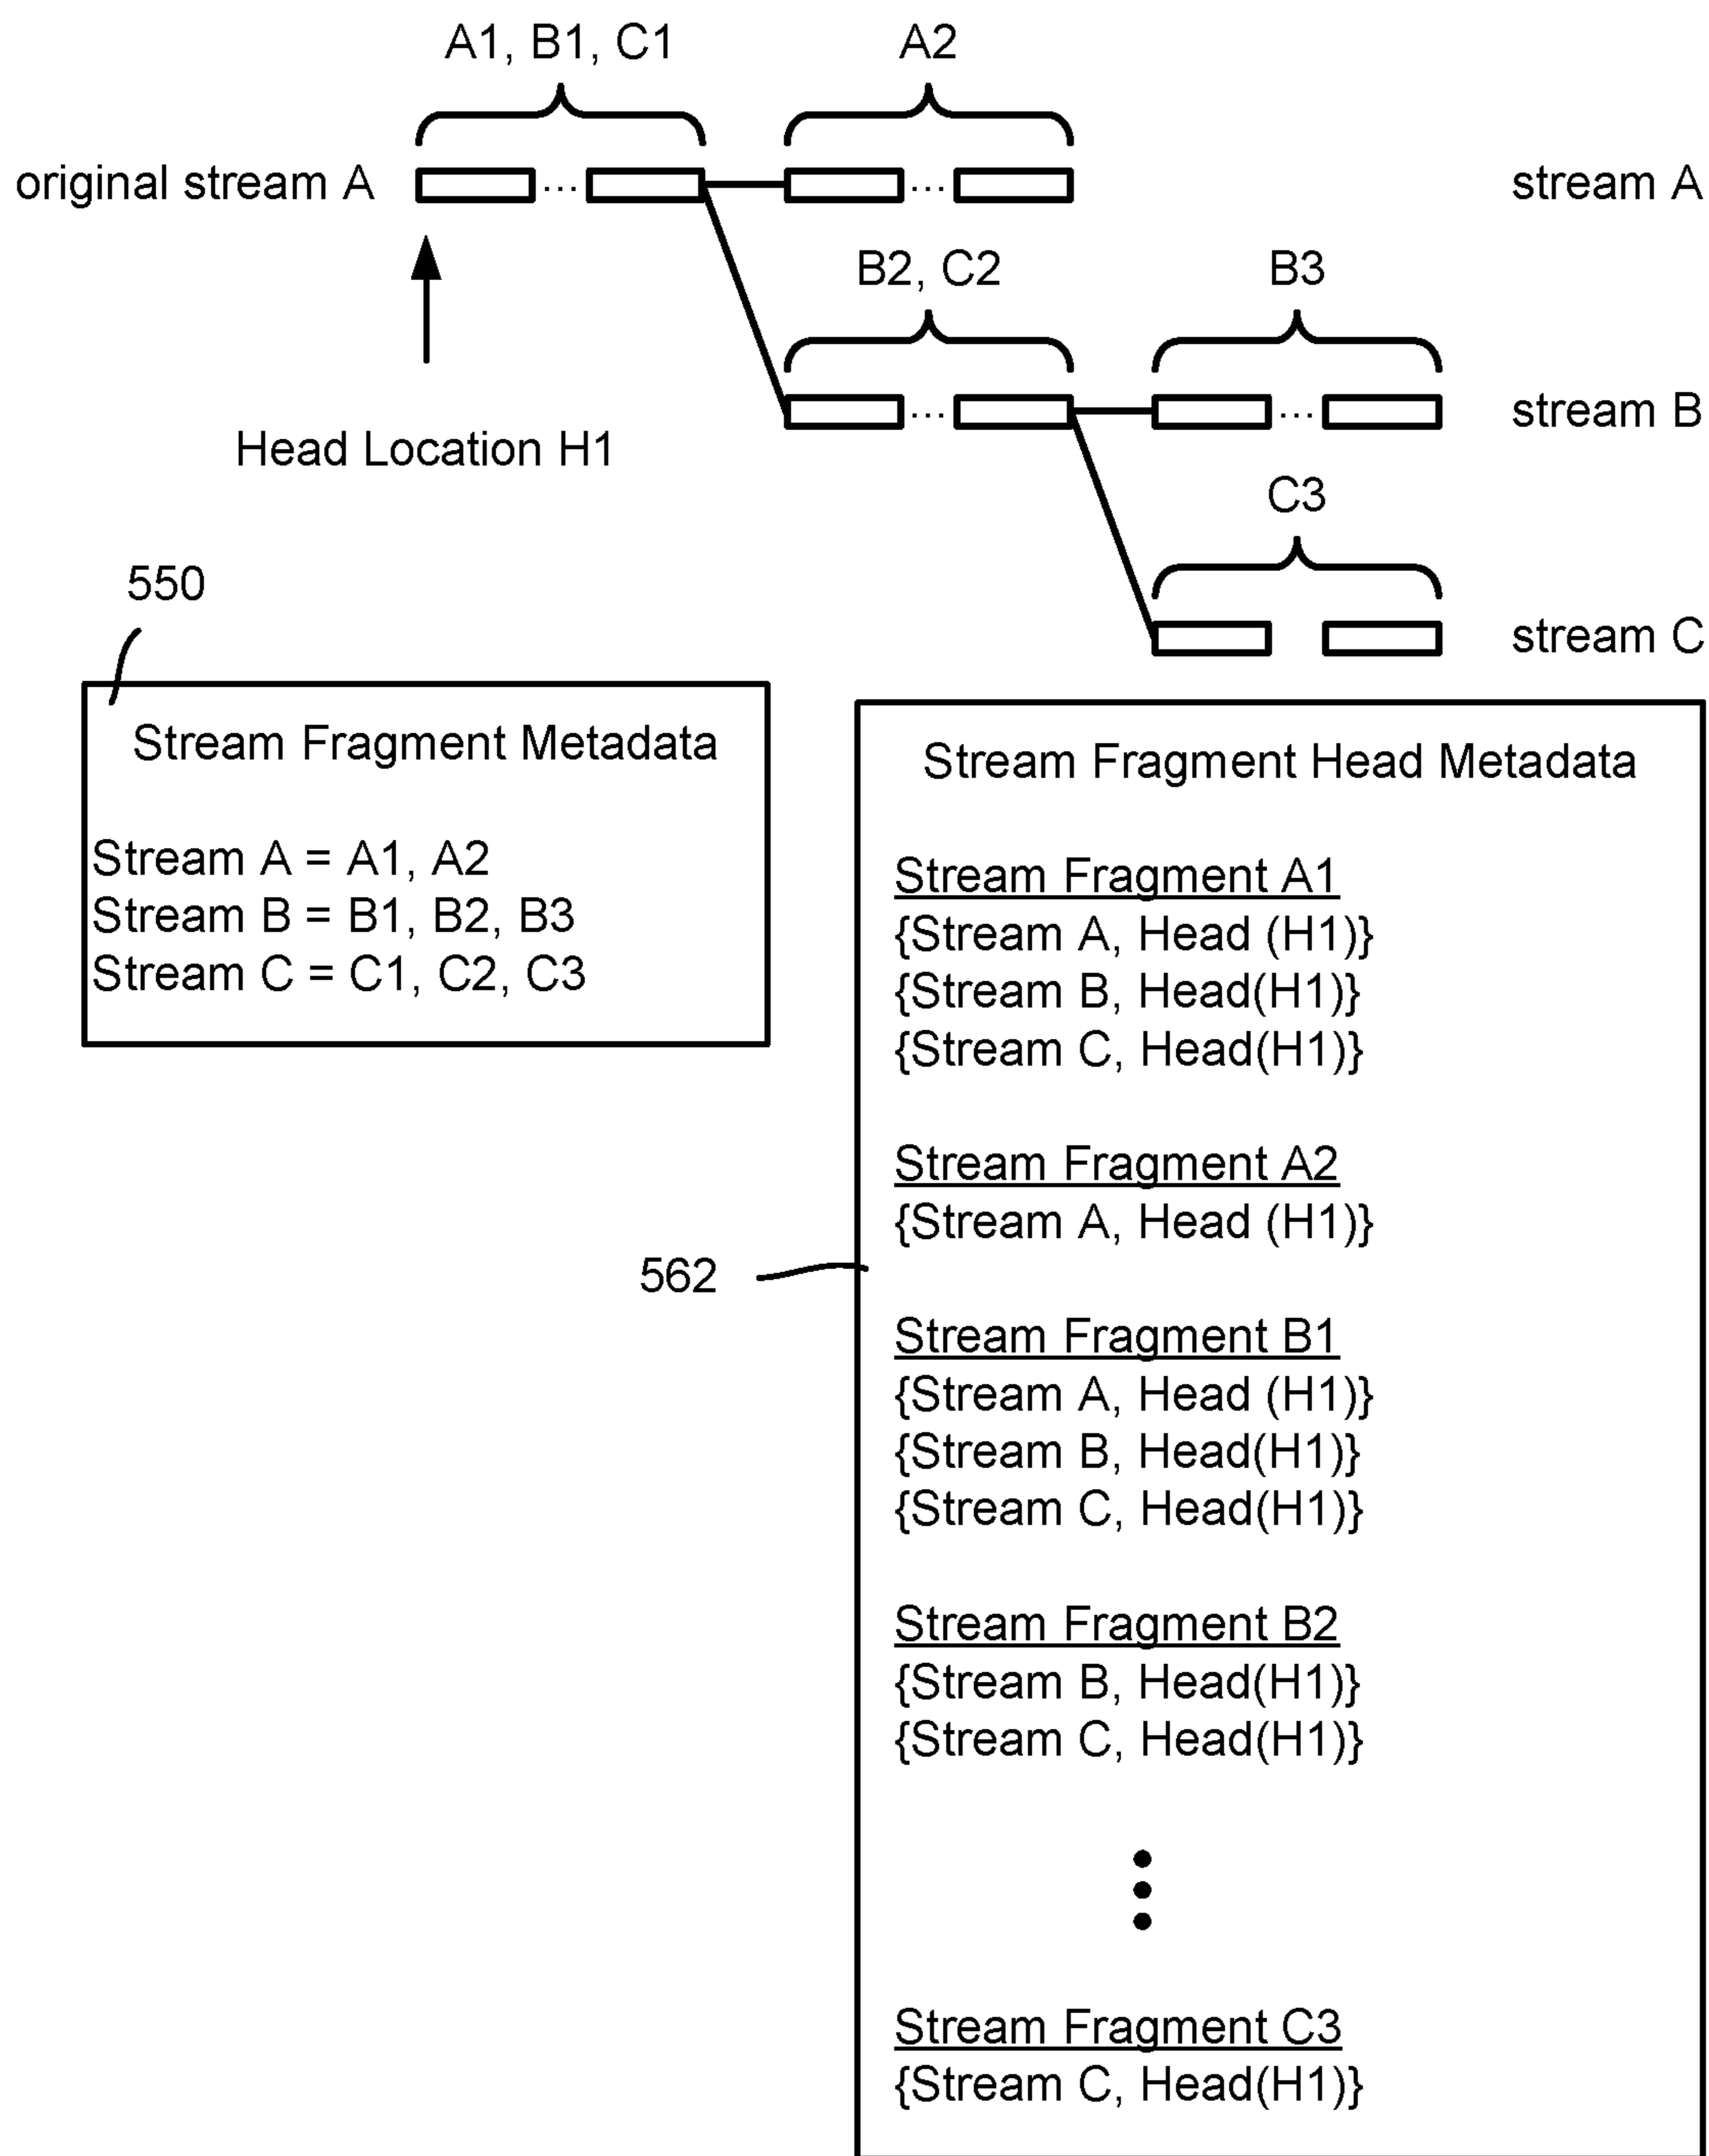 A1, B1, C1
A2
original stream A
...
...
stream A
B2, C2
B3
...
...
stream B
Head Location H1
C3
stream C
550
Stream Fragment Metadata
Stream A = A1, A2
Stream B = B1, B2, B3
Stream C = C1, C2, C3
562
Stream Fragment Head Metadata
Stream Fragment A1
{Stream A, Head (H1)}
{Stream B, Head(H1)}
{Stream C, Head(H1)}
Stream Fragment A2
{Stream A, Head (H1)}
Stream Fragment B1
{Stream A, Head (H1)}
{Stream B, Head(H1)}
{Stream C, Head(H1)}
Stream Fragment B2
{Stream B, Head(H1)}
{Stream C, Head(H1)}
Stream Fragment C3
{Stream C, Head(H1)}